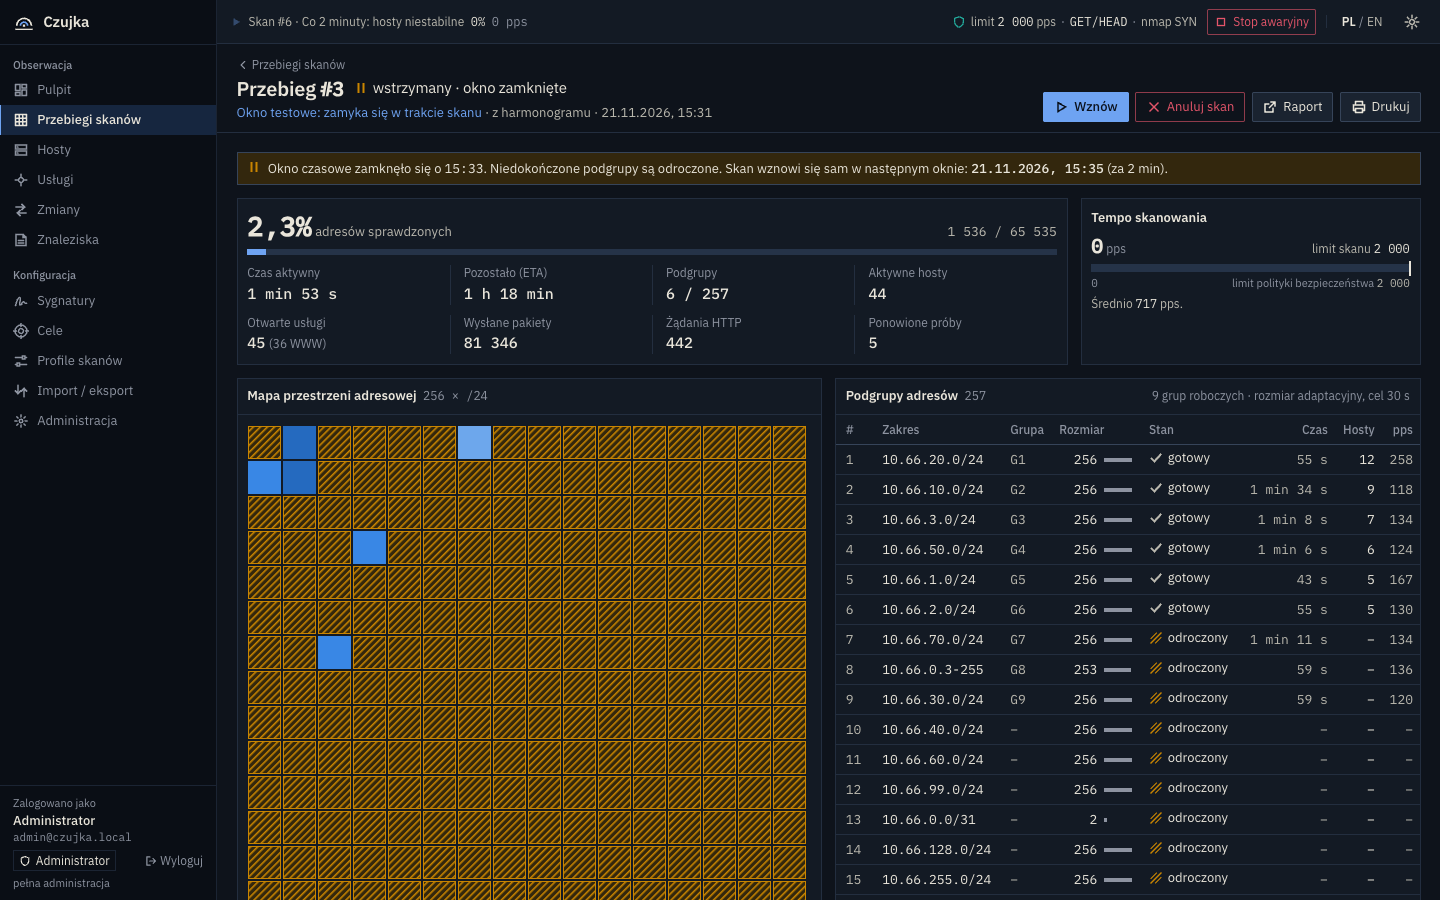 Czujka
Obserwacja
Pulpit
Przebiegi skanów
Hosty
Usługi
Zmiany
Znaleziska
Konfiguracja
Sygnatury
Cele
Profile skanów
Import / eksport
Administracja
Zalogowano jako
Administrator
admin@czujka.local
Administrator
Wyloguj
pełna administracja
Skan #6 · Co 2 minuty: hosty niestabilne 0% 0 pps
limit 2 000 pps · GET/HEAD · nmap SYN
Stop awaryjny
PL / EN
Przebiegi skanów
Przebieg #3 wstrzymany · okno zamknięte
Okno testowe: zamyka się w trakcie skanu · z harmonogramu · 21.11.2026, 15:31
Wznów
Anuluj skan
Raport
Drukuj
Okno czasowe zamknęło się o 15:33. Niedokończone podgrupy są odroczone. Skan wznowi się sam w następnym oknie: 21.11.2026, 15:35 (za 2 min).
2,3% adresów sprawdzonych 1 536 / 65 535
Czas aktywny Pozostało (ETA) Podgrupy Aktywne hosty
1 min 53 s 1 h 18 min 6 / 257 44
Otwarte usługi Wysłane pakiety Żądania HTTP Ponowione próby
45 (36 WWW) 81 346 442 5
Tempo skanowania
0 pps limit skanu 2 000
0 limit polityki bezpieczeństwa 2 000
Średnio 717 pps.
Mapa przestrzeni adresowej 256 × /24
Podgrupy adresów 257 9 grup roboczych · rozmiar adaptacyjny, cel 30 s
# Zakres Grupa Rozmiar Stan Czas Hosty pps
1 10.66.20.0/24 G1 256 gotowy 55 s 12 258
2 10.66.10.0/24 G2 256 gotowy 1 min 34 s 9 118
3 10.66.3.0/24 G3 256 gotowy 1 min 8 s 7 134
4 10.66.50.0/24 G4 256 gotowy 1 min 6 s 6 124
5 10.66.1.0/24 G5 256 gotowy 43 s 5 167
6 10.66.2.0/24 G6 256 gotowy 55 s 5 130
7 10.66.70.0/24 G7 256 odroczony 1 min 11 s – 134
8 10.66.0.3-255 G8 253 odroczony 59 s – 136
9 10.66.30.0/24 G9 256 odroczony 59 s – 120
10 10.66.40.0/24 – 256 odroczony – – –
11 10.66.60.0/24 – 256 odroczony – – –
12 10.66.99.0/24 – 256 odroczony – – –
13 10.66.0.0/31 – 2 odroczony – – –
14 10.66.128.0/24 – 256 odroczony – – –
15 10.66.255.0/24 – 256 odroczony – – –